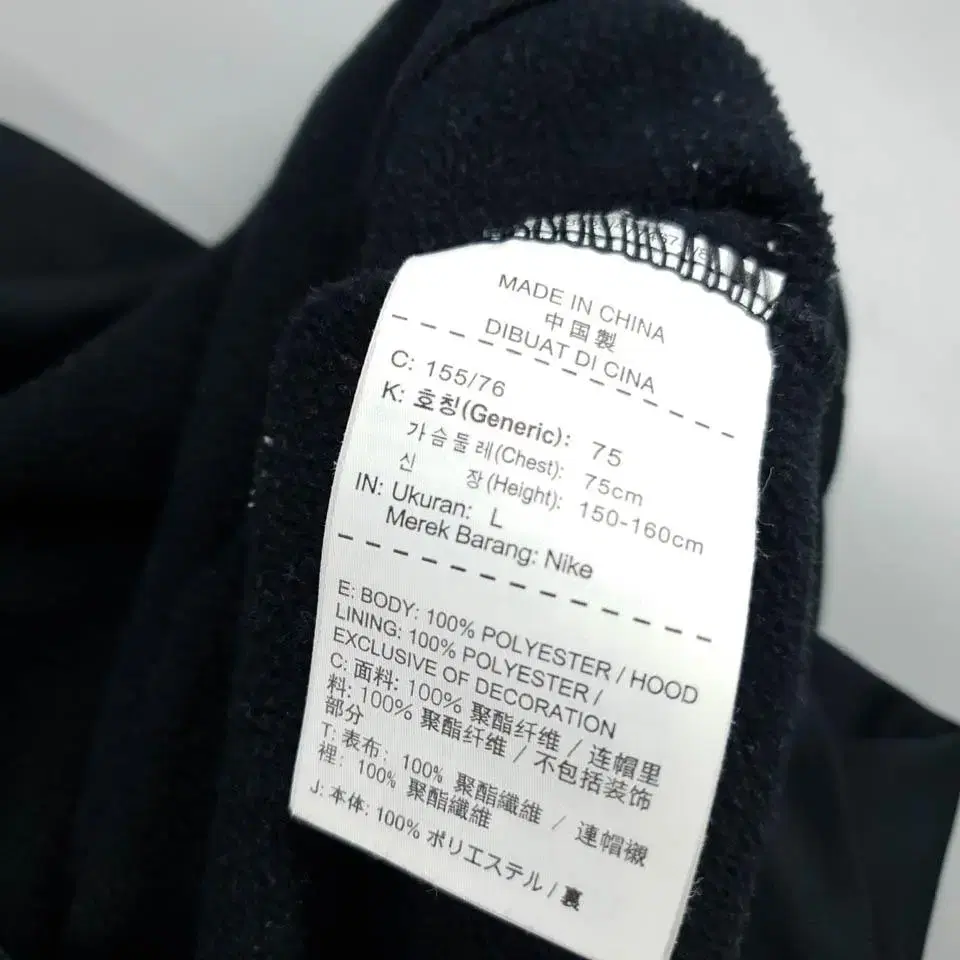 MADE IN CHINA
中国製
DIBUAT DI CINA
C: 155/76
K: 호칭(Generic): 75
가슴둘레(Chest): 75cm
신 장(Height): 150-160cm
IN: Ukuran: L
Merek Barang: Nike
E: BODY: 100% POLYESTER / HOOD
LINING: 100% POLYESTER /
EXCLUSIVE OF DECORATION
C: 面料: 100% 聚酯纤维 / 连帽里
料: 100% 聚酯纤维 / 不包括装饰
部分
T: 表布: 100% 聚酯纖維 / 連帽襯
裡: 100% 聚酯纖維
J: 本体: 100% ポリエステル / 裏